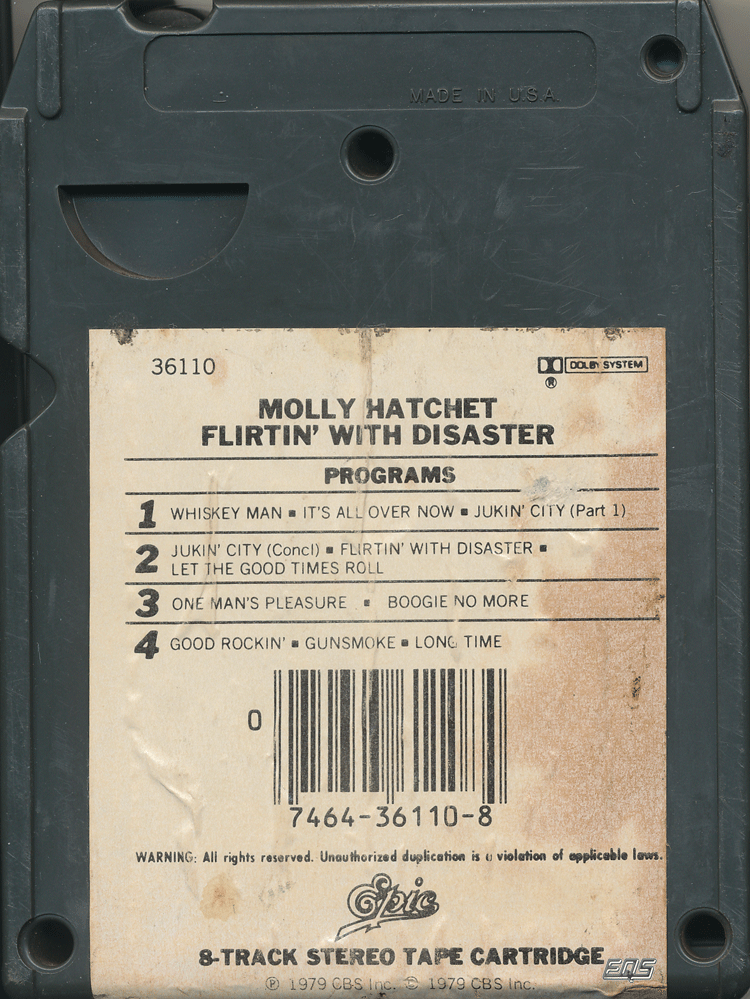 MADE IN U.S.A.
36110
DOLBY SYSTEM
®
MOLLY HATCHET
FLIRTIN' WITH DISASTER
PROGRAMS
1 WHISKEY MAN ▪ IT'S ALL OVER NOW ▪ JUKIN' CITY (Part 1)
2 JUKIN' CITY (Concl) ▪ FLIRTIN' WITH DISASTER ▪
LET THE GOOD TIMES ROLL
3 ONE MAN'S PLEASURE ▪ BOOGIE NO MORE
4 GOOD ROCKIN' ▪ GUNSMOKE ▪ LONG TIME
0
7464-36110-8
WARNING: All rights reserved. Unauthorized duplication is a violation of applicable laws.
Epic
8-TRACK STEREO TAPE CARTRIDGE
EQS
℗ 1979 CBS Inc. © 1979 CBS Inc.